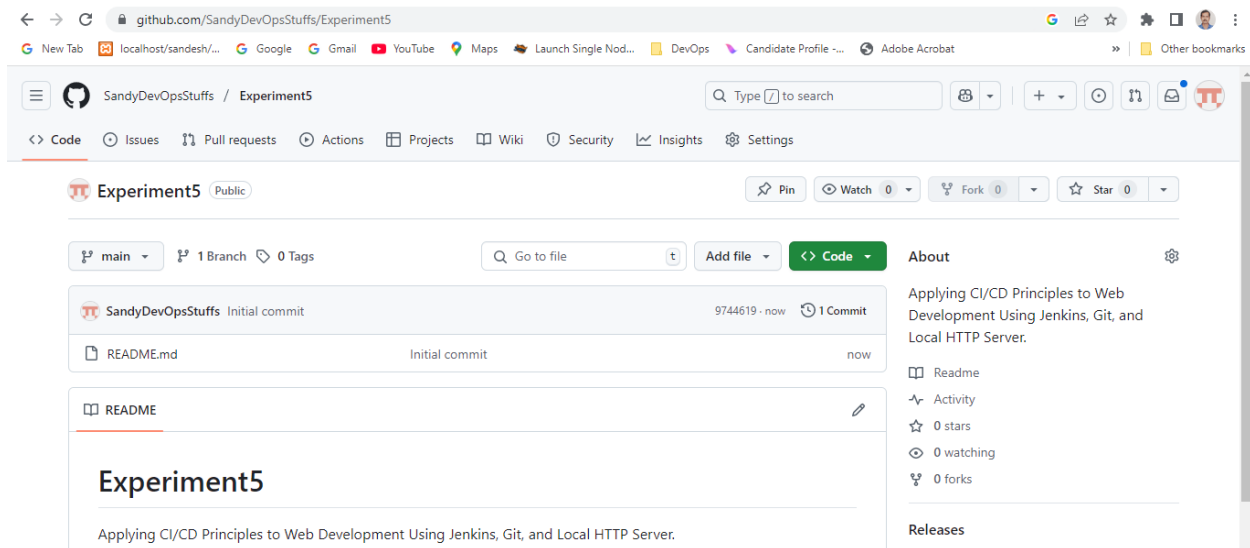 github.com/SandyDevOpsStuffs/Experiment5
New Tab localhost/sandesh/... Google Gmail YouTube Maps Launch Single Nod... DevOps Candidate Profile -... Adobe Acrobat » Other bookmarks
SandyDevOpsStuffs / Experiment5 Type / to search
Code Issues Pull requests Actions Projects Wiki Security Insights Settings
Experiment5 Public Pin Watch 0 Fork 0 Star 0
main 1 Branch 0 Tags Go to file t Add file Code About
Applying CI/CD Principles to Web
Development Using Jenkins, Git, and
Local HTTP Server.
SandyDevOpsStuffs Initial commit 9744619 · now 1 Commit
README.md Initial commit now
Readme
Activity
0 stars
0 watching
0 forks
README
Experiment5
Applying CI/CD Principles to Web Development Using Jenkins, Git, and Local HTTP Server.
Releases